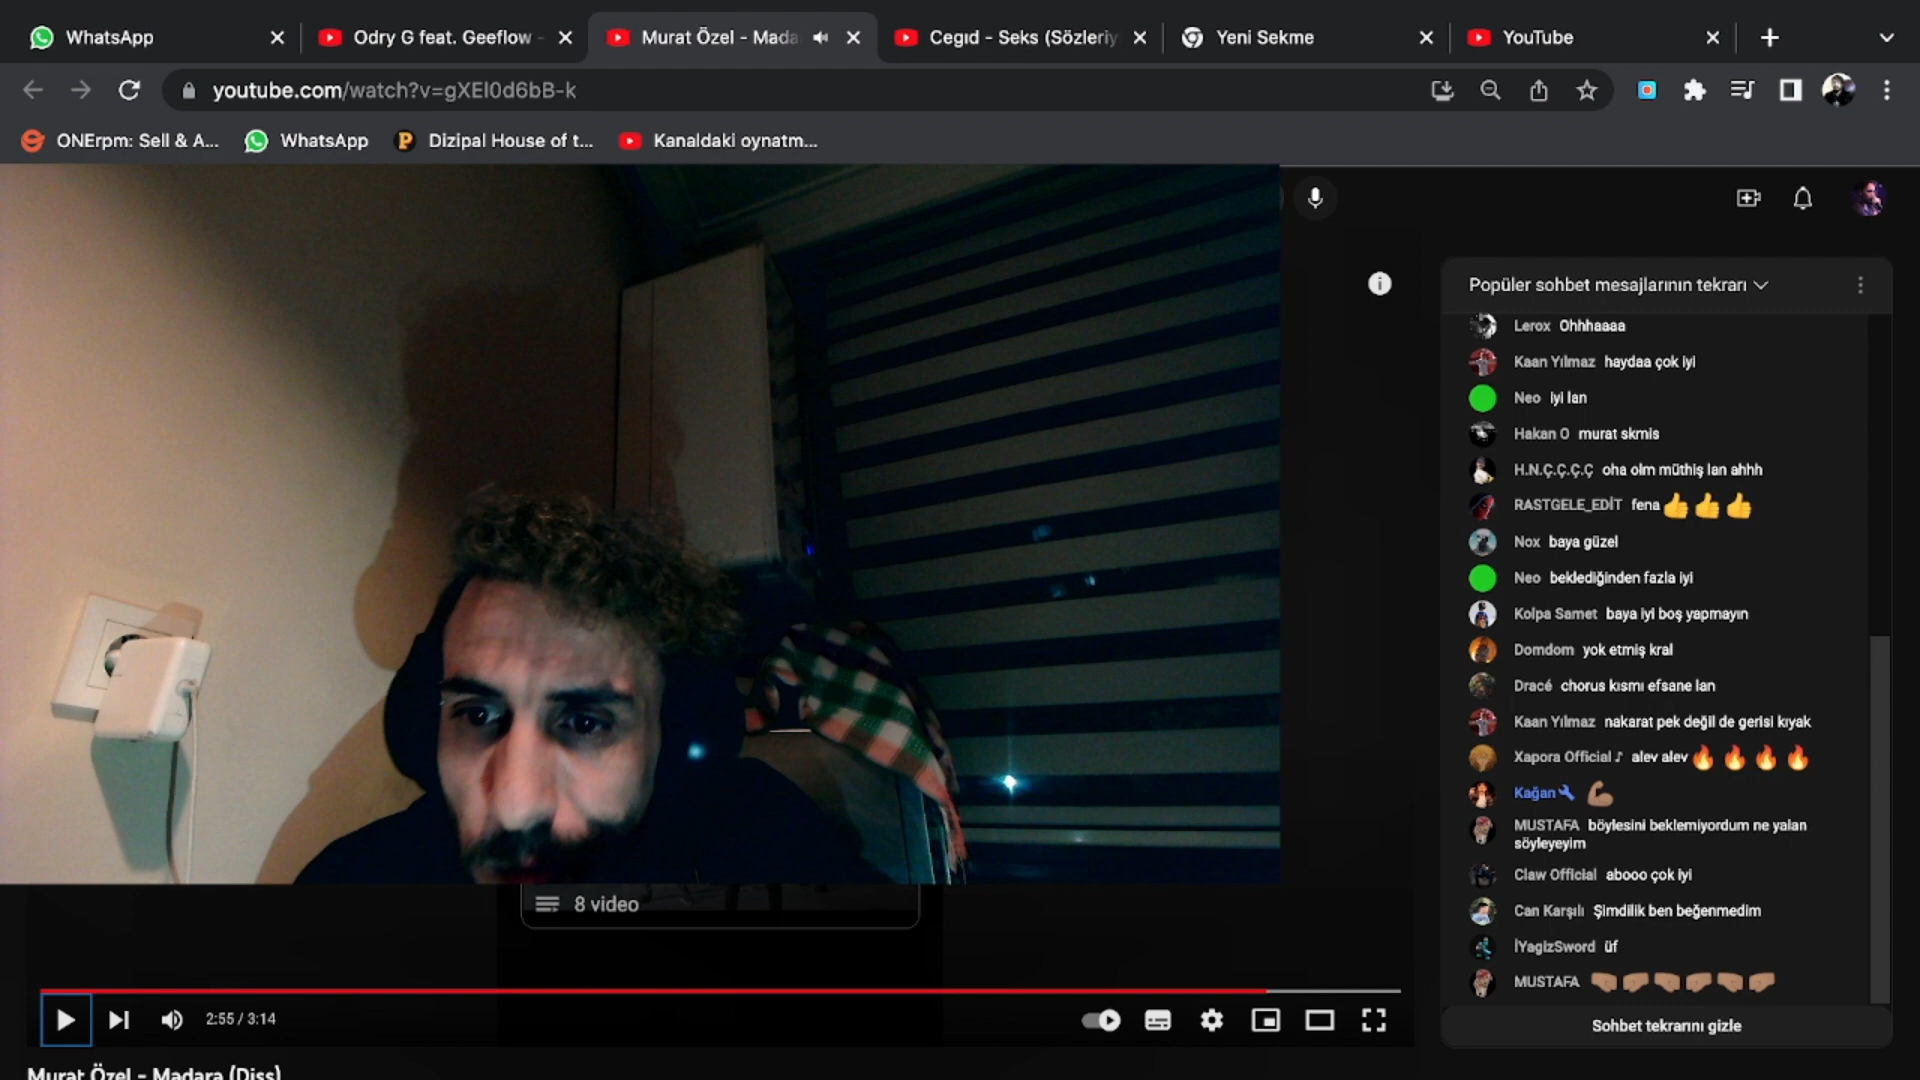 WhatsApp
Odry G feat. Geeflow -
Murat Özel - Mada
Cegıd - Seks (Sözleriy
Yeni Sekme
YouTube
youtube.com/watch?v=gXEI0d6bB-k
ONErpm: Sell & A...
WhatsApp
Dizipal House of t...
Kanaldaki oynatm...
Popüler sohbet mesajlarının tekrarı
Lerox Ohhhaaaa
Kaan Yılmaz haydaa çok iyi
Neo iyi lan
Hakan O murat skmis
H.N.Ç.Ç.Ç.Ç oha olm müthiş lan ahhh
RASTGELE_EDİT fena 👍👍👍
Nox baya güzel
Neo beklediğinden fazla iyi
Kolpa Samet baya iyi boş yapmayın
Domdom yok etmiş kral
Dracé chorus kısmı efsane lan
Kaan Yılmaz nakarat pek değil de gerisi kıyak
Xapora Official ♪ alev alev 🔥🔥🔥🔥
Kağan 💪🏽
MUSTAFA böylesini beklemiyordum ne yalan
söyleyeyim
Claw Official abooo çok iyi
Can Karşılı Şimdilik ben beğenmedim
İYagizSword üf
MUSTAFA 🤜🏽🤛🏽🤜🏽🤛🏽🤜🏽🤛🏽
Sohbet tekrarını gizle
8 video
2:55 / 3:14
Murat Özel - Madara (Diss)